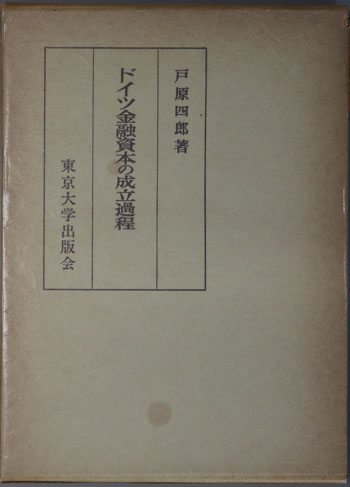 戸原四郎著
ドイツ金融資本の成立過程
東京大学出版会